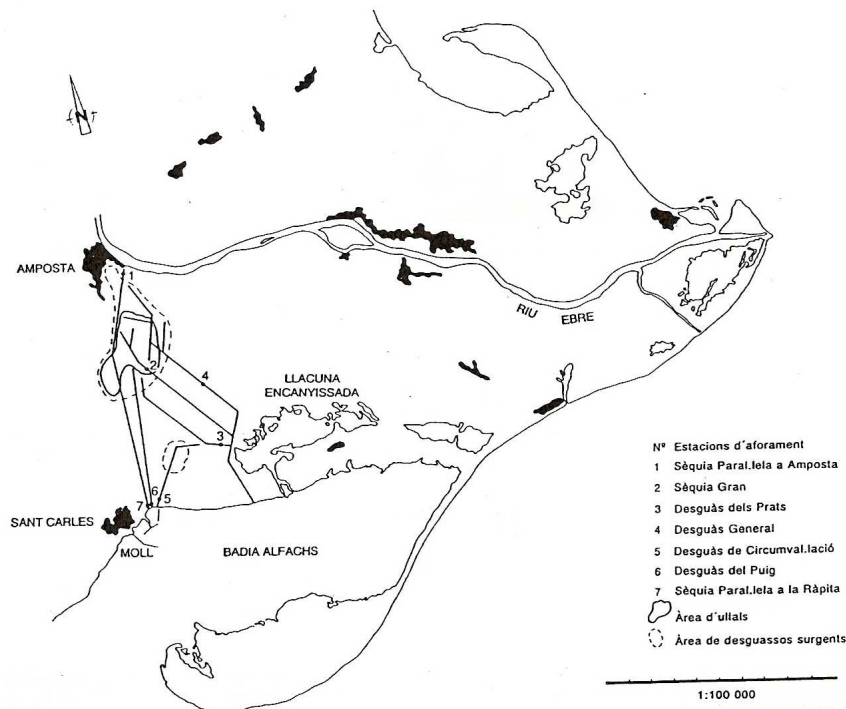 N
AMPOSTA
RIU EBRE
2
4
LLACUNA
ENCANYISSADA
3
6
7 5
SANT CARLES
MOLL
BADIA ALFACHS
Nº Estacions d'aforament
1 Sèquia Paral.lela a Amposta
2 Sèquia Gran
3 Desguàs dels Prats
4 Desguàs General
5 Desguàs de Circumval.lació
6 Desguàs del Puig
7 Sèquia Paral.lela a la Ràpita
Àrea d'ullals
Àrea de desguassos surgents
1:100 000